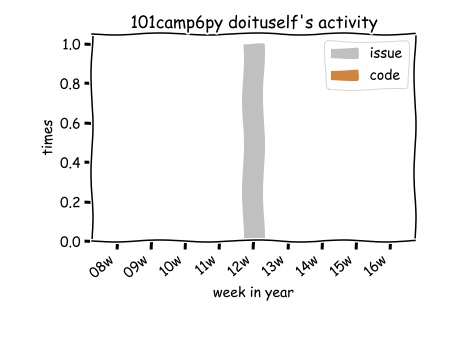 101camp6py doituself's activity
issue
code
times
1.0
0.8
0.6
0.4
0.2
0.0
08w 09w 10w 11w 12w 13w 14w 15w 16w
week in year